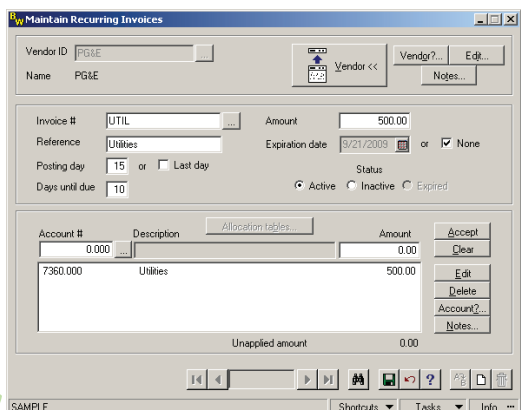 BW Maintain Recurring Invoices
Vendor ID PG&E ... Vendor << Vendor?... Edit...
Name PG&E Notes...
Invoice # UTIL ... Amount 500.00
Reference Utilities Expiration date 9/21/2009 or None
Posting day 15 or Last day Status
Days until due 10 Active Inactive Expired
Allocation tables...
Account # Description Amount Accept
0.000 ... 0.00 Clear
7360.000 Utilities 500.00 Edit
Delete
Account?...
Notes...
Unapplied amount 0.00
SAMPLE Shortcuts Tasks Info